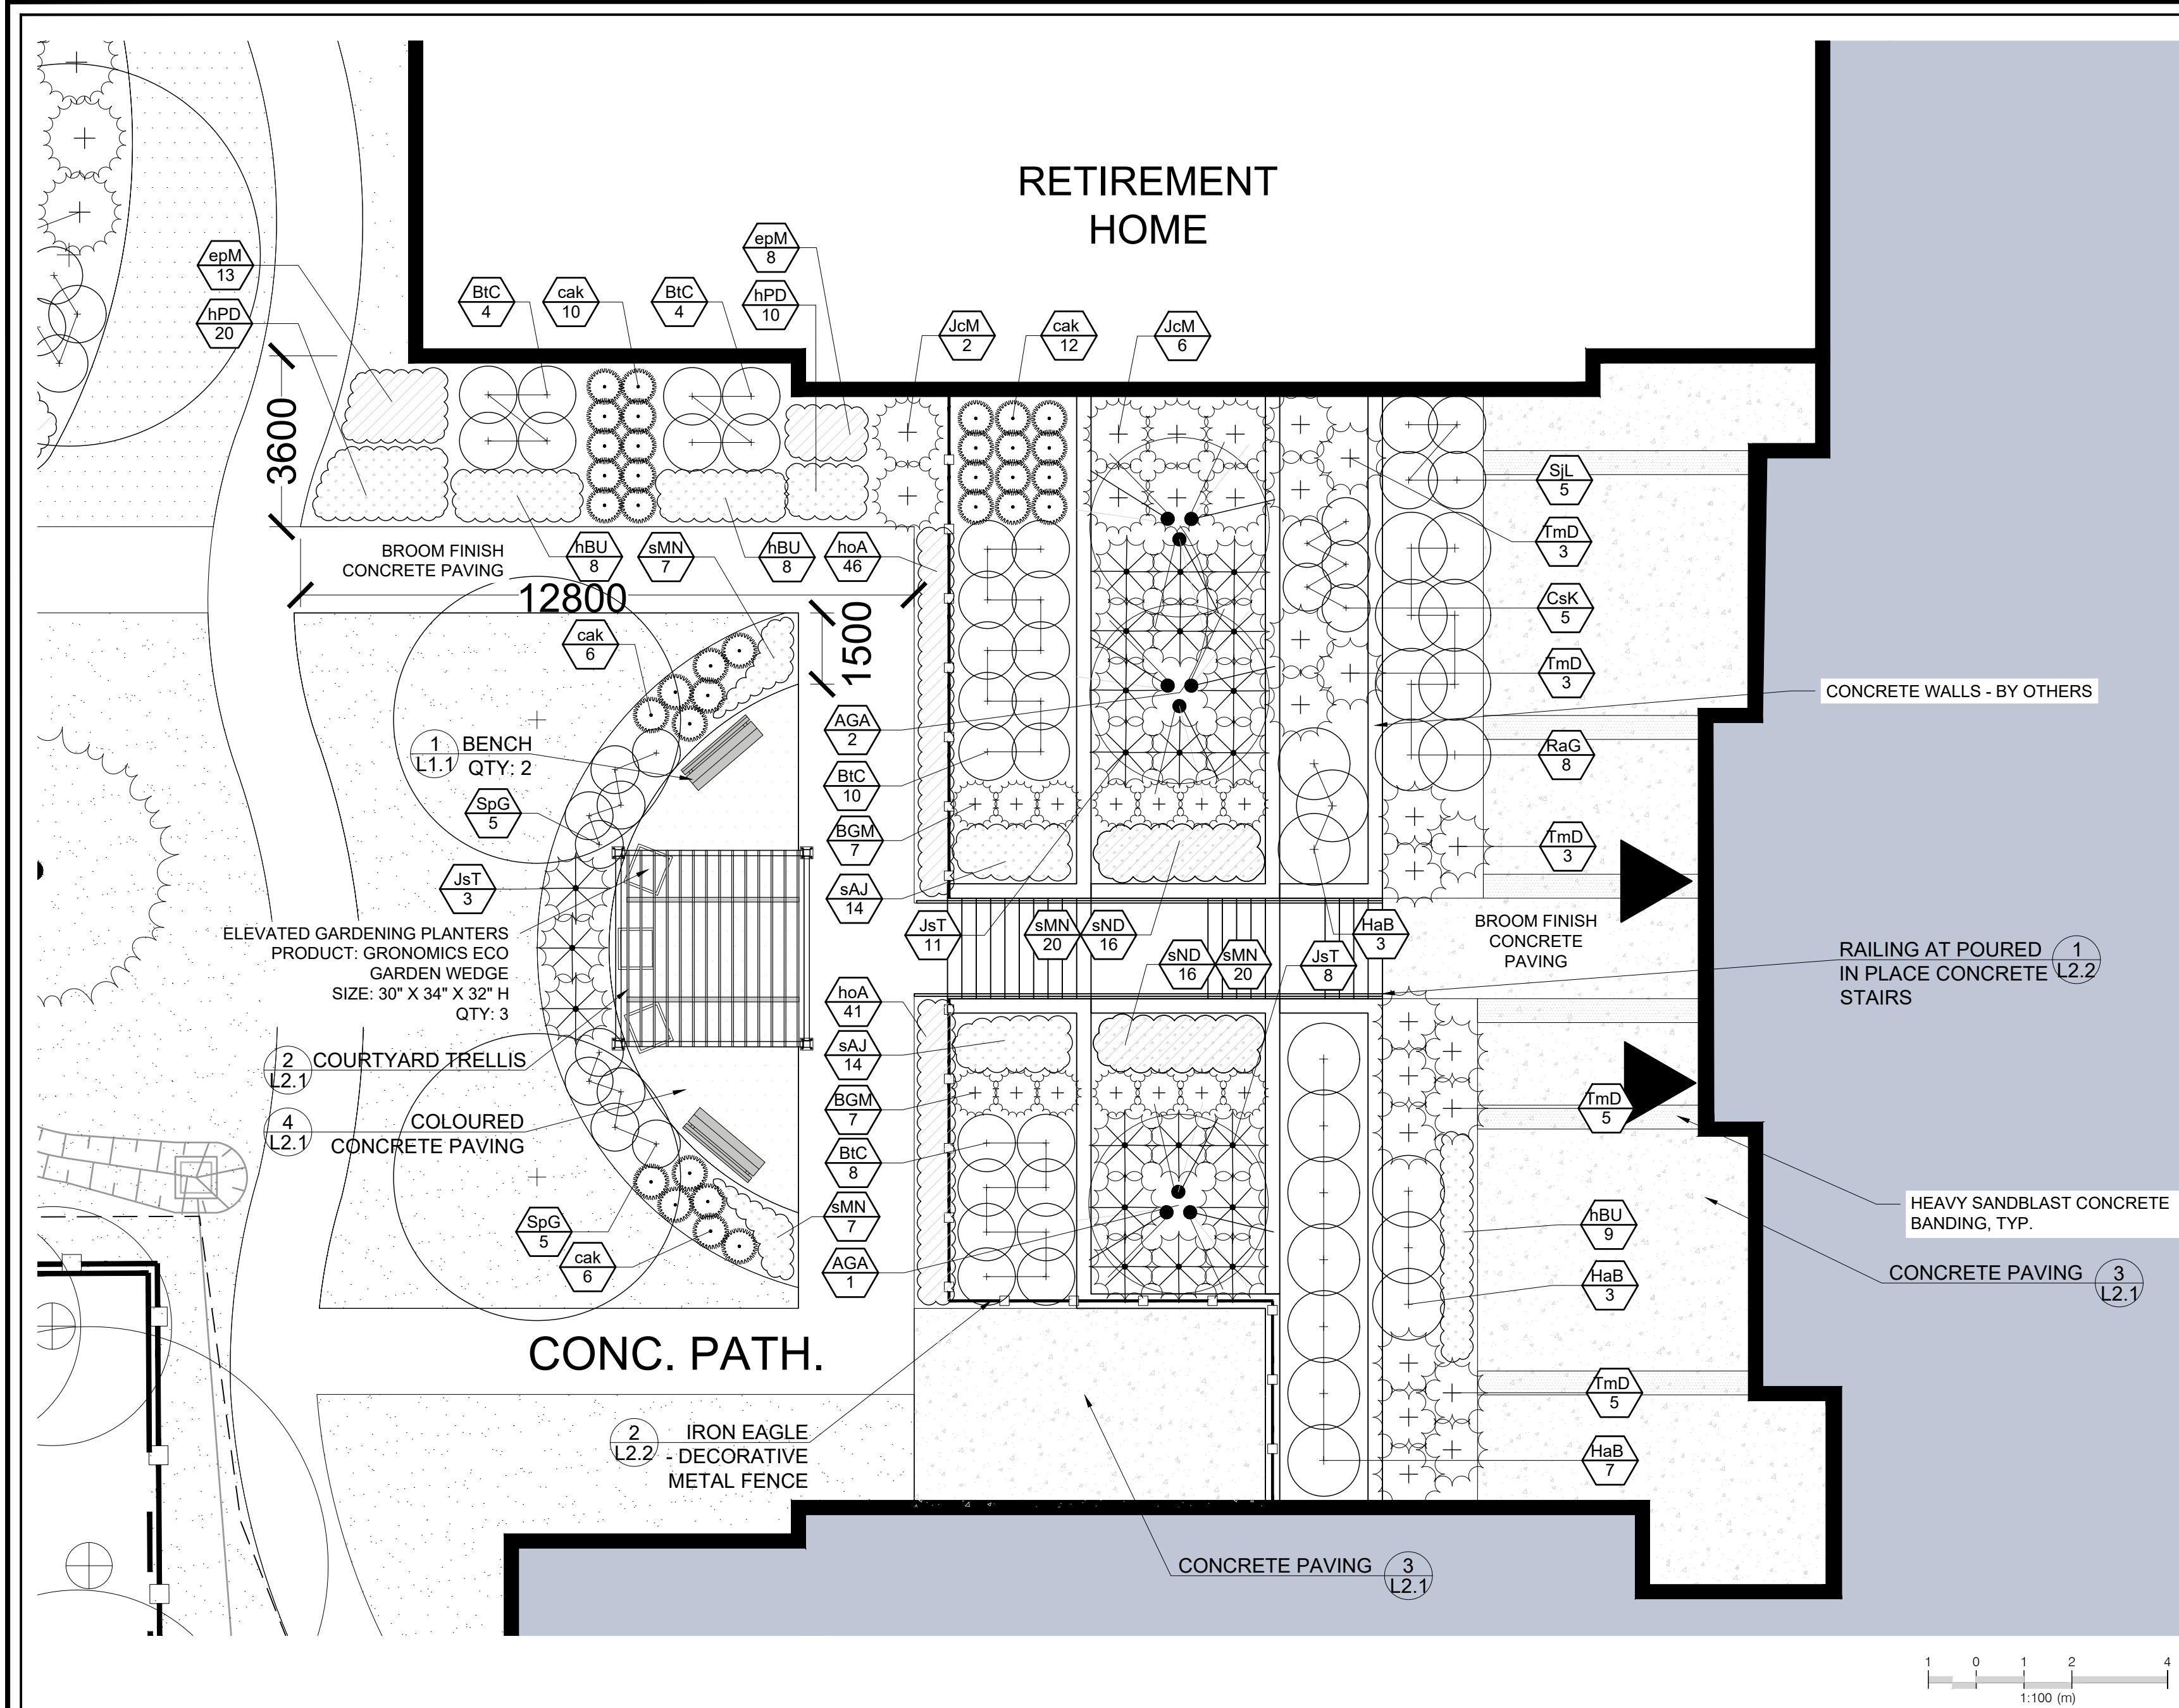 RETIREMENT
HOME
epM
13
hPD
20
BtC
4
cak
10
BtC
4
epM
8
hPD
10
JcM
2
cak
12
JcM
6
3600
BROOM FINISH
CONCRETE PAVING
hBU
8
sMN
7
hBU
8
hoA
46
12800
1500
cak
6
1
L1.1
BENCH
QTY: 2
SpG
5
JsT
3
ELEVATED GARDENING PLANTERS
PRODUCT: GRONOMICS ECO
GARDEN WEDGE
SIZE: 30" X 34" X 32" H
QTY: 3
2
L2.1
COURTYARD TRELLIS
4
L2.1
COLOURED
CONCRETE PAVING
SpG
5
cak
6
AGA
2
BtC
10
BGM
7
sAJ
14
JsT
11
sMN
20
sND
16
sND
16
sMN
20
JsT
8
HaB
3
hoA
41
sAJ
14
BGM
7
BtC
8
sMN
7
AGA
1
SjL
5
TmD
3
CsK
5
TmD
3
RaG
8
TmD
3
BROOM FINISH
CONCRETE
PAVING
CONCRETE WALLS - BY OTHERS
RAILING AT POURED
IN PLACE CONCRETE
STAIRS
1
L2.2
TmD
5
hBU
9
HaB
3
TmD
5
HaB
7
HEAVY SANDBLAST CONCRETE
BANDING, TYP.
CONCRETE PAVING
3
L2.1
CONC. PATH.
2
L2.2
IRON EAGLE
- DECORATIVE
METAL FENCE
CONCRETE PAVING
3
L2.1
1 0 1 2 4
1:100 (m)